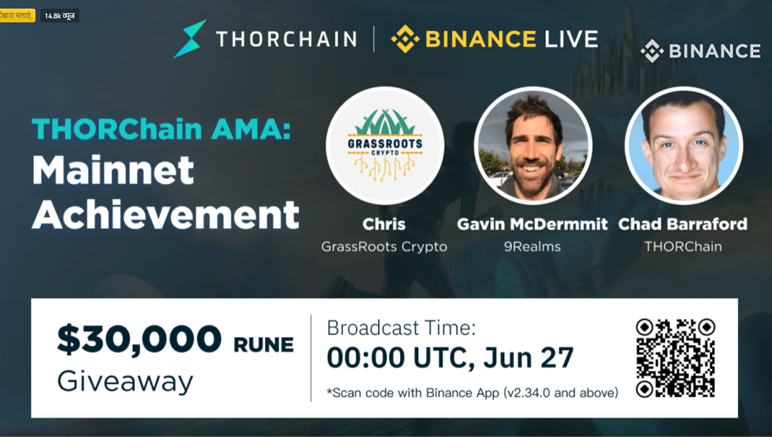 दोबारा चलाएं
14.8k व्यूज
THORCHAIN | BINANCE LIVE
BINANCE
THORChain AMA:
Mainnet
Achievement
GRASSROOTS
CRYPTO
Chris
GrassRoots Crypto
Gavin McDermmit
9Realms
Chad Barraford
THORChain
$30,000 RUNE
Giveaway
Broadcast Time:
00:00 UTC, Jun 27
*Scan code with Binance App (v2.34.0 and above)